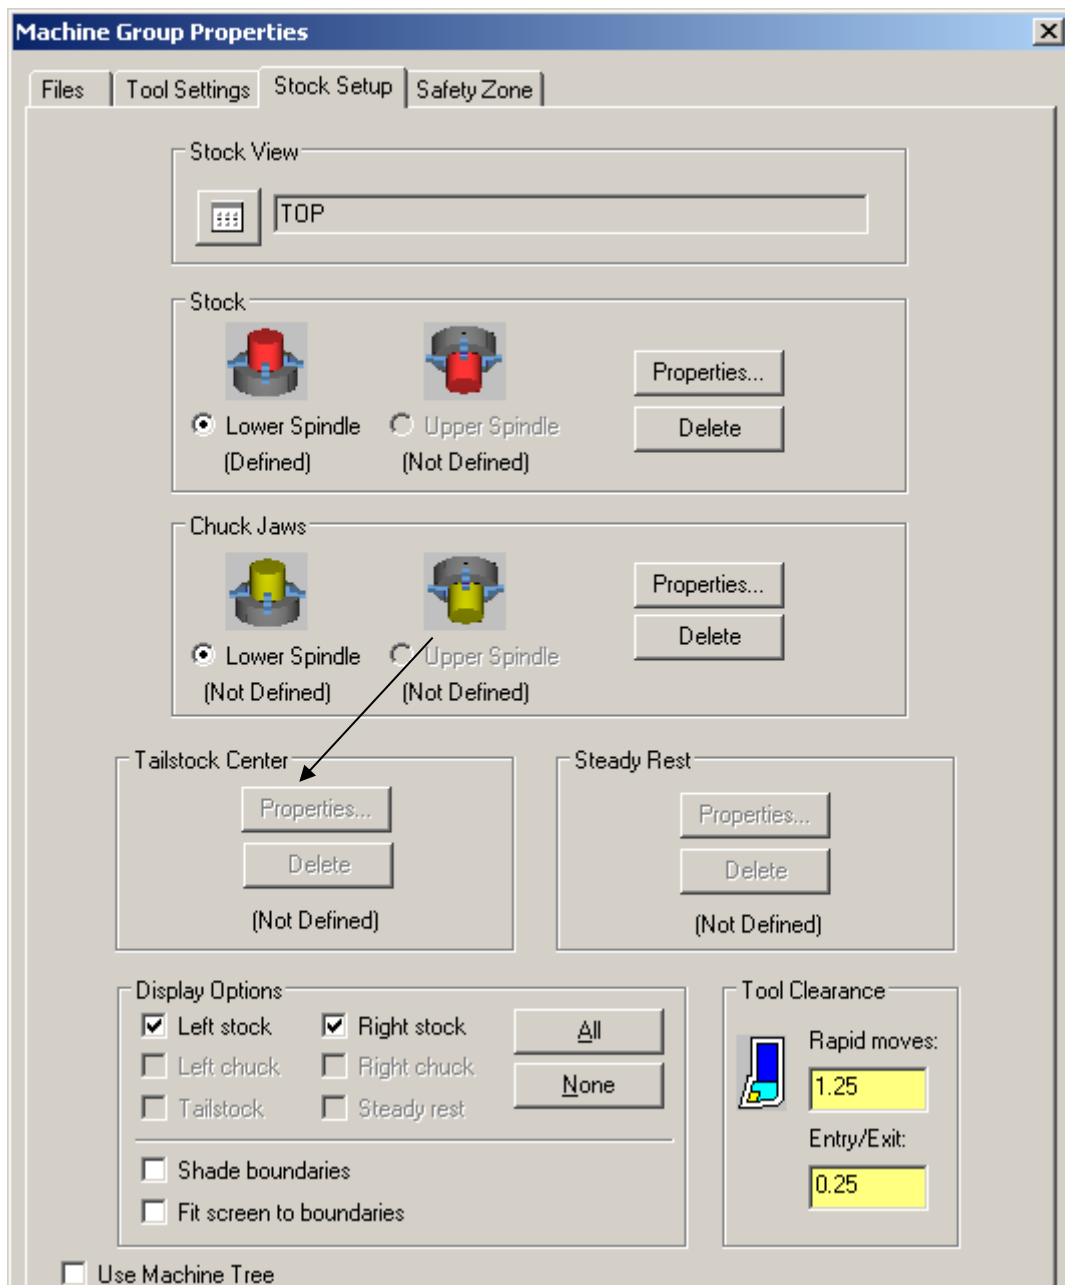 Machine Group Properties
Files Tool Settings Stock Setup Safety Zone
Stock View
TOP
Stock
Lower Spindle Upper Spindle
(Defined) (Not Defined)
Properties...
Delete
Chuck Jaws
Lower Spindle Upper Spindle
(Not Defined) (Not Defined)
Properties...
Delete
Tailstock Center
Properties...
Delete
(Not Defined)
Steady Rest
Properties...
Delete
(Not Defined)
Display Options
Left stock Right stock
Left chuck Right chuck
Tailstock Steady rest
All
None
Shade boundaries
Fit screen to boundaries
Tool Clearance
Rapid moves:
1.25
Entry/Exit:
0.25
Use Machine Tree